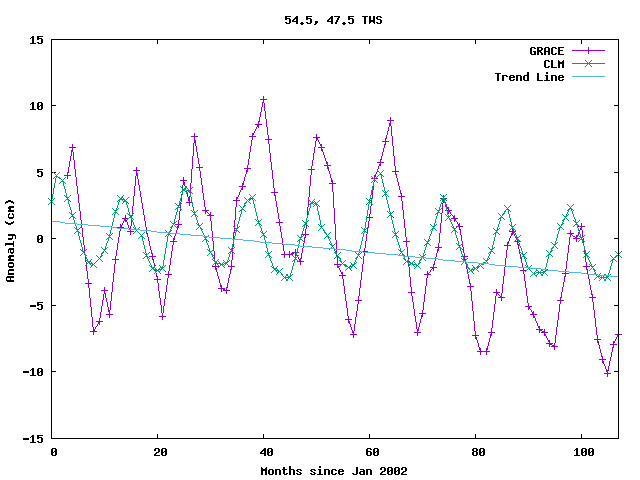 54.5, 47.5 TWS
GRACE
CLM
Trend Line
15
10
5
0
-5
-10
-15
Anomaly (cm)
0 20 40 60 80 100
Months since Jan 2002